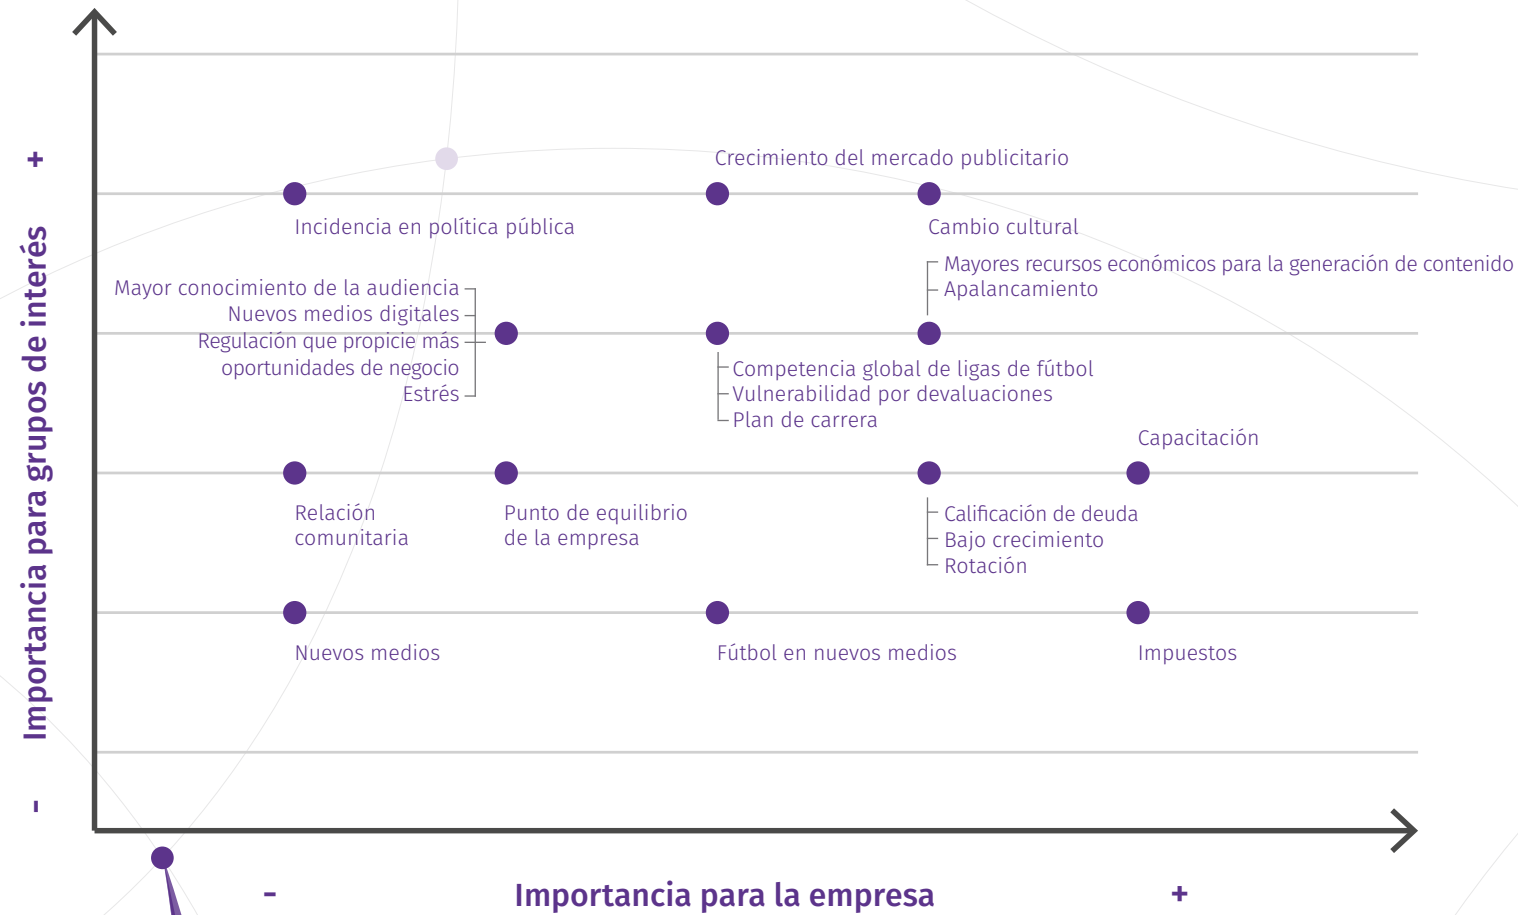 +
Importancia para grupos de interés
-
Crecimiento del mercado publicitario
Incidencia en política pública
Cambio cultural
Mayores recursos económicos para la generación de contenido
Apalancamiento
Mayor conocimiento de la audiencia
Nuevos medios digitales
Regulación que propicie más
oportunidades de negocio
Estrés
Competencia global de ligas de fútbol
Vulnerabilidad por devaluaciones
Plan de carrera
Capacitación
Relación
comunitaria
Punto de equilibrio
de la empresa
Calificación de deuda
Bajo crecimiento
Rotación
Nuevos medios
Fútbol en nuevos medios
Impuestos
-
Importancia para la empresa
+